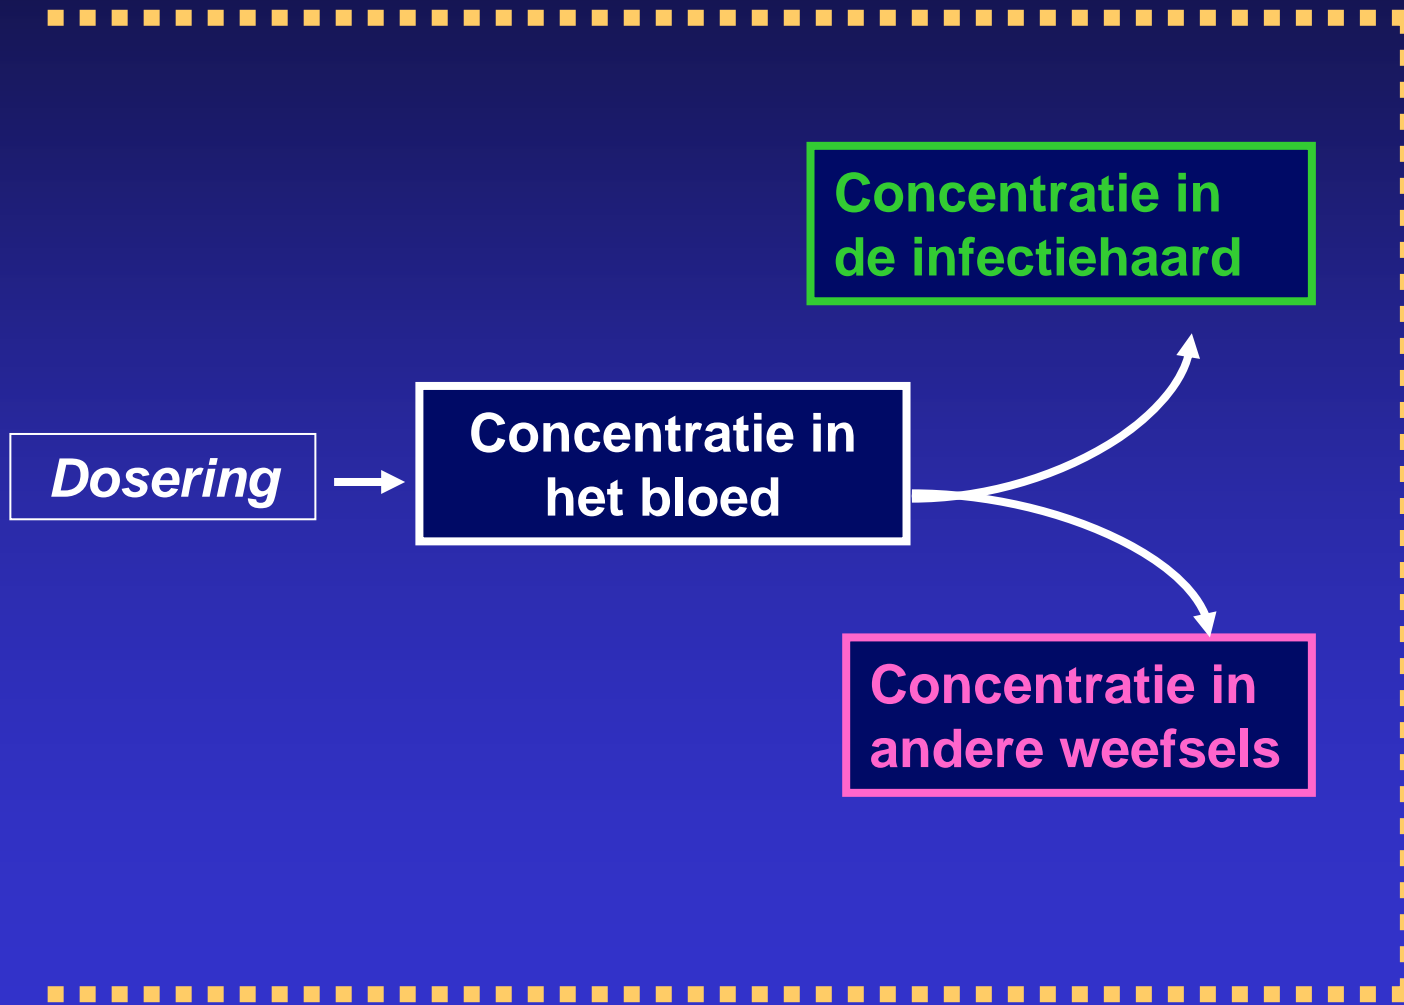 Concentratie in
de infectiehaard
Dosering
Concentratie in
het bloed
Concentratie in
andere weefsels